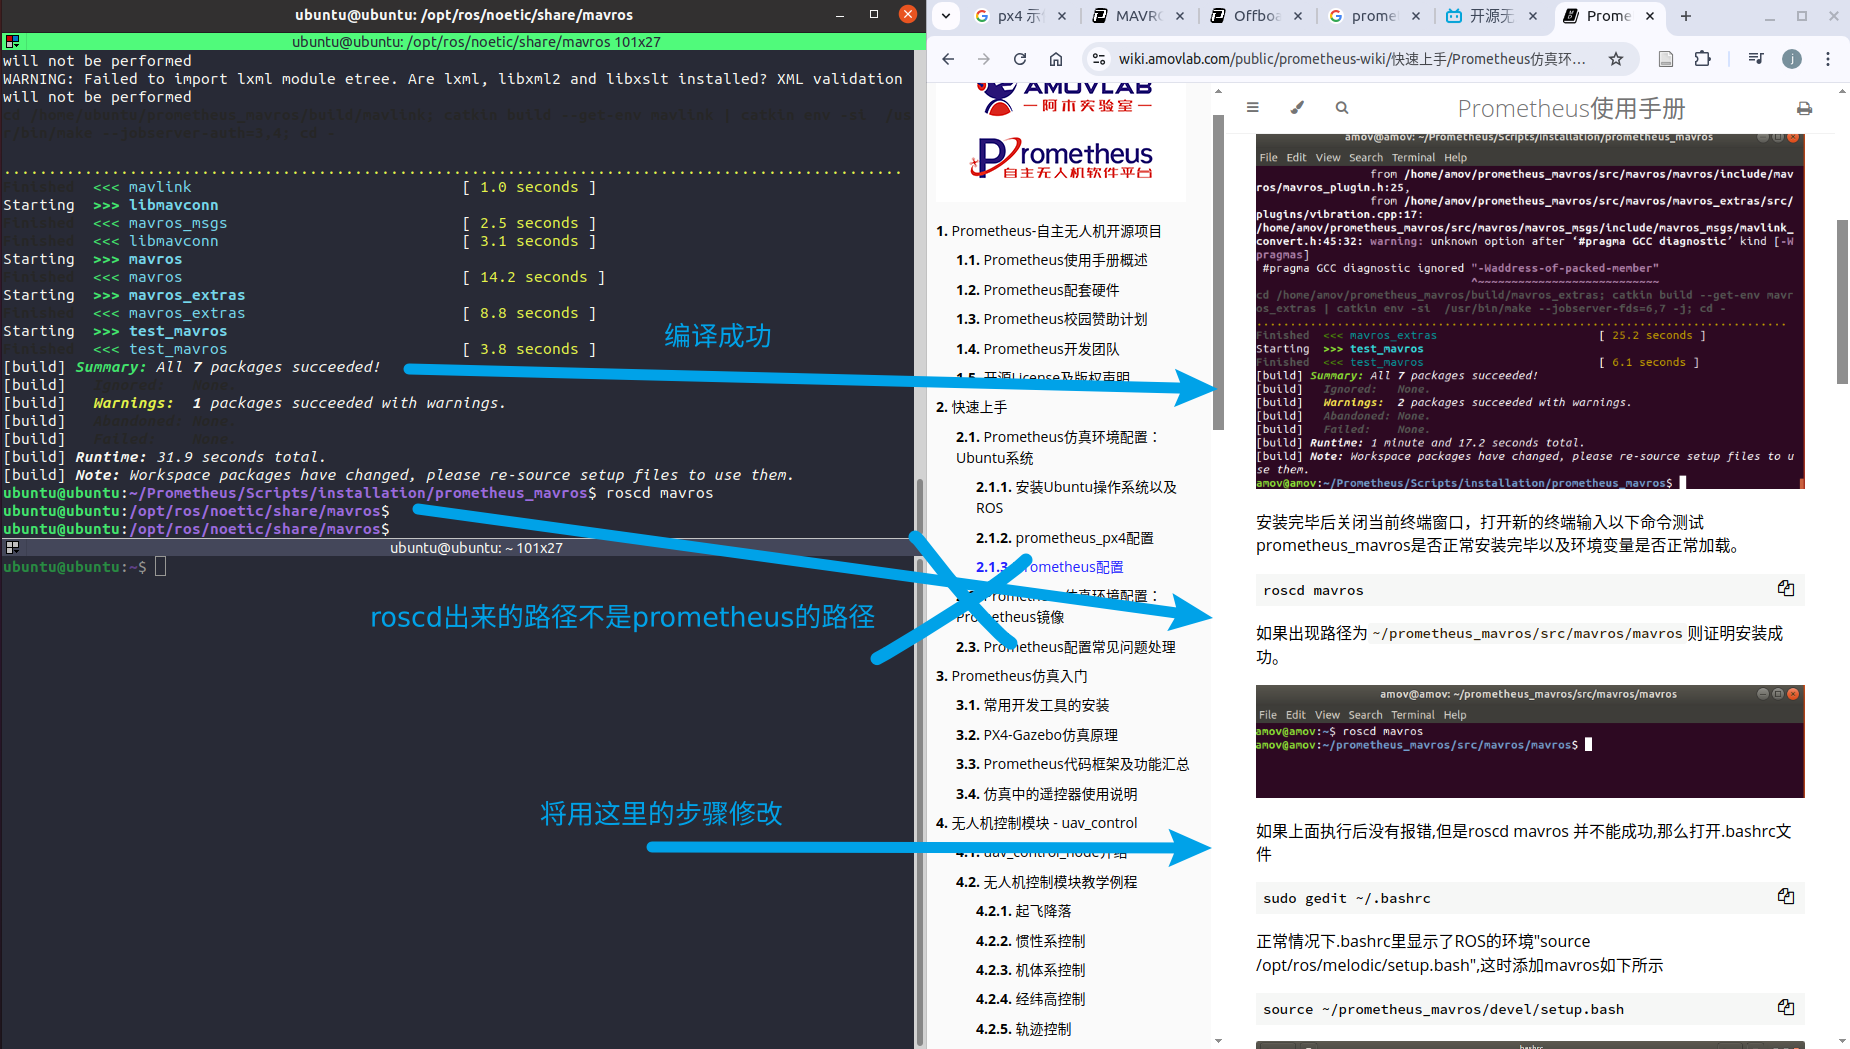 ubuntu@ubuntu: /opt/ros/noetic/share/mavros
ubuntu@ubuntu: /opt/ros/noetic/share/mavros 101x27
will not be performed
WARNING: Failed to import lxml module etree. Are lxml, libxml2 and libxslt installed? XML validation
will not be performed
cd /home/ubuntu/prometheus_mavros/build/mavlink; catkin build --get-env mavlink | catkin env -si  /us
r/bin/make --jobserver-auth=3,4; cd -
Finished  <<< mavlink                              [ 1.0 seconds ]
Starting  >>> libmavconn
Finished  <<< mavros_msgs                          [ 2.5 seconds ]
Finished  <<< libmavconn                           [ 3.1 seconds ]
Starting  >>> mavros
Finished  <<< mavros                               [ 14.2 seconds ]
Starting  >>> mavros_extras
Finished  <<< mavros_extras                        [ 8.8 seconds ]
Starting  >>> test_mavros
Finished  <<< test_mavros                          [ 3.8 seconds ]
[build] Summary: All 7 packages succeeded!
[build]   Ignored:   None.
[build]   Warnings:  1 packages succeeded with warnings.
[build]   Abandoned: None.
[build]   Failed:    None.
[build] Runtime: 31.9 seconds total.
[build] Note: Workspace packages have changed, please re-source setup files to use them.
ubuntu@ubuntu:~/Prometheus/Scripts/installation/prometheus_mavros$ roscd mavros
ubuntu@ubuntu:/opt/ros/noetic/share/mavros$
ubuntu@ubuntu:/opt/ros/noetic/share/mavros$
ubuntu@ubuntu: ~ 101x27
ubuntu@ubuntu:~$
编译成功
roscd出来的路径不是prometheus的路径
将用这里的步骤修改
px4 示
MAVRO
Offboa
prome
开源无
Prome
wiki.amovlab.com/public/prometheus-wiki/快速上手/Prometheus仿真环...
j
AMOVLAB
阿木实验室
Prometheus
自主无人机软件平台
1. Prometheus-自主无人机开源项目
1.1. Prometheus使用手册概述
1.2. Prometheus配套硬件
1.3. Prometheus校园赞助计划
1.4. Prometheus开发团队
1.5. 开源License及版权声明
2. 快速上手
2.1. Prometheus仿真环境配置：
Ubuntu系统
2.1.1. 安装Ubuntu操作系统以及
ROS
2.1.2. prometheus_px4配置
2.1.3. Prometheus配置
2.2. Prometheus仿真环境配置：
Prometheus镜像
2.3. Prometheus配置常见问题处理
3. Prometheus仿真入门
3.1. 常用开发工具的安装
3.2. PX4-Gazebo仿真原理
3.3. Prometheus代码框架及功能汇总
3.4. 仿真中的遥控器使用说明
4. 无人机控制模块 - uav_control
4.1. uav_control_node介绍
4.2. 无人机控制模块教学例程
4.2.1. 起飞降落
4.2.2. 惯性系控制
4.2.3. 机体系控制
4.2.4. 经纬高控制
4.2.5. 轨迹控制
Prometheus使用手册
amov@amov: ~/Prometheus/Scripts/installation/prometheus_mavros
File  Edit  View  Search  Terminal  Help
from /home/amov/prometheus_mavros/src/mavros/mavros/include/mav
ros/mavros_plugin.h:25,
from /home/amov/prometheus_mavros/src/mavros/mavros_extras/src/
plugins/vibration.cpp:17:
/home/amov/prometheus_mavros/src/mavros/mavros_msgs/include/mavros_msgs/mavlink_
convert.h:45:32: warning: unknown option after ‘#pragma GCC diagnostic’ kind [-W
pragmas]
#pragma GCC diagnostic ignored "-Waddress-of-packed-member"
^~~~~~~~~~~~~~~~~~~~~~~~~~~~~
cd /home/amov/prometheus_mavros/build/mavros_extras; catkin build --get-env mavr
os_extras | catkin env -si  /usr/bin/make --jobserver-fds=6,7 -j; cd -
Finished  <<< mavros_extras                        [ 25.2 seconds ]
Starting  >>> test_mavros
Finished  <<< test_mavros                          [ 6.1 seconds ]
[build] Summary: All 7 packages succeeded!
[build]   Ignored:   None.
[build]   Warnings:  2 packages succeeded with warnings.
[build]   Abandoned: None.
[build]   Failed:    None.
[build] Runtime: 1 minute and 17.2 seconds total.
[build] Note: Workspace packages have changed, please re-source setup files to u
se them.
amov@amov:~/Prometheus/Scripts/installation/prometheus_mavros$
安装完毕后关闭当前终端窗口，打开新的终端输入以下命令测试
prometheus_mavros是否正常安装完毕以及环境变量是否正常加载。
roscd mavros
如果出现路径为 ~/prometheus_mavros/src/mavros/mavros 则证明安装成
功。
amov@amov: ~/prometheus_mavros/src/mavros/mavros
File  Edit  View  Search  Terminal  Help
amov@amov:~$ roscd mavros
amov@amov:~/prometheus_mavros/src/mavros/mavros$
如果上面执行后没有报错,但是roscd mavros 并不能成功,那么打开.bashrc文
件
sudo gedit ~/.bashrc
正常情况下.bashrc里显示了ROS的环境"source
/opt/ros/melodic/setup.bash",这时添加mavros如下所示
source ~/prometheus_mavros/devel/setup.bash